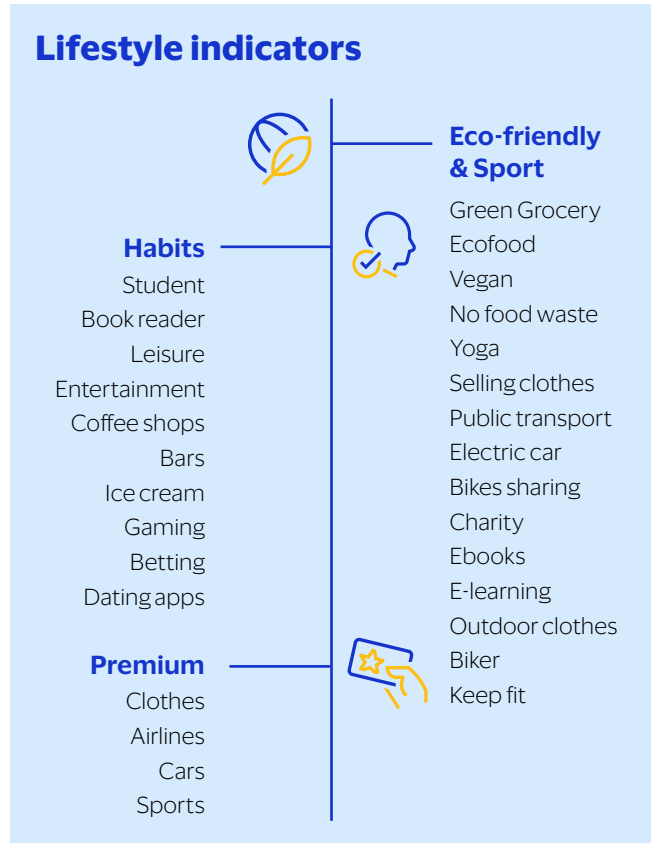 Lifestyle indicators
Eco-friendly
& Sport
Green Grocery
Ecofood
Vegan
No food waste
Yoga
Selling clothes
Public transport
Electric car
Bikes sharing
Charity
Ebooks
E-learning
Outdoor clothes
Biker
Keep fit
Habits
Student
Book reader
Leisure
Entertainment
Coffee shops
Bars
Ice cream
Gaming
Betting
Dating apps
Premium
Clothes
Airlines
Cars
Sports